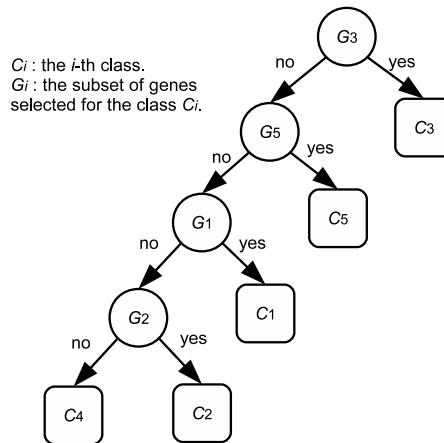 G3
no
yes
Ci : the i-th class.
Gi : the subset of genes
selected for the class Ci.
G5
C3
no
yes
G1
C5
no
yes
G2
C1
no
yes
C4
C2